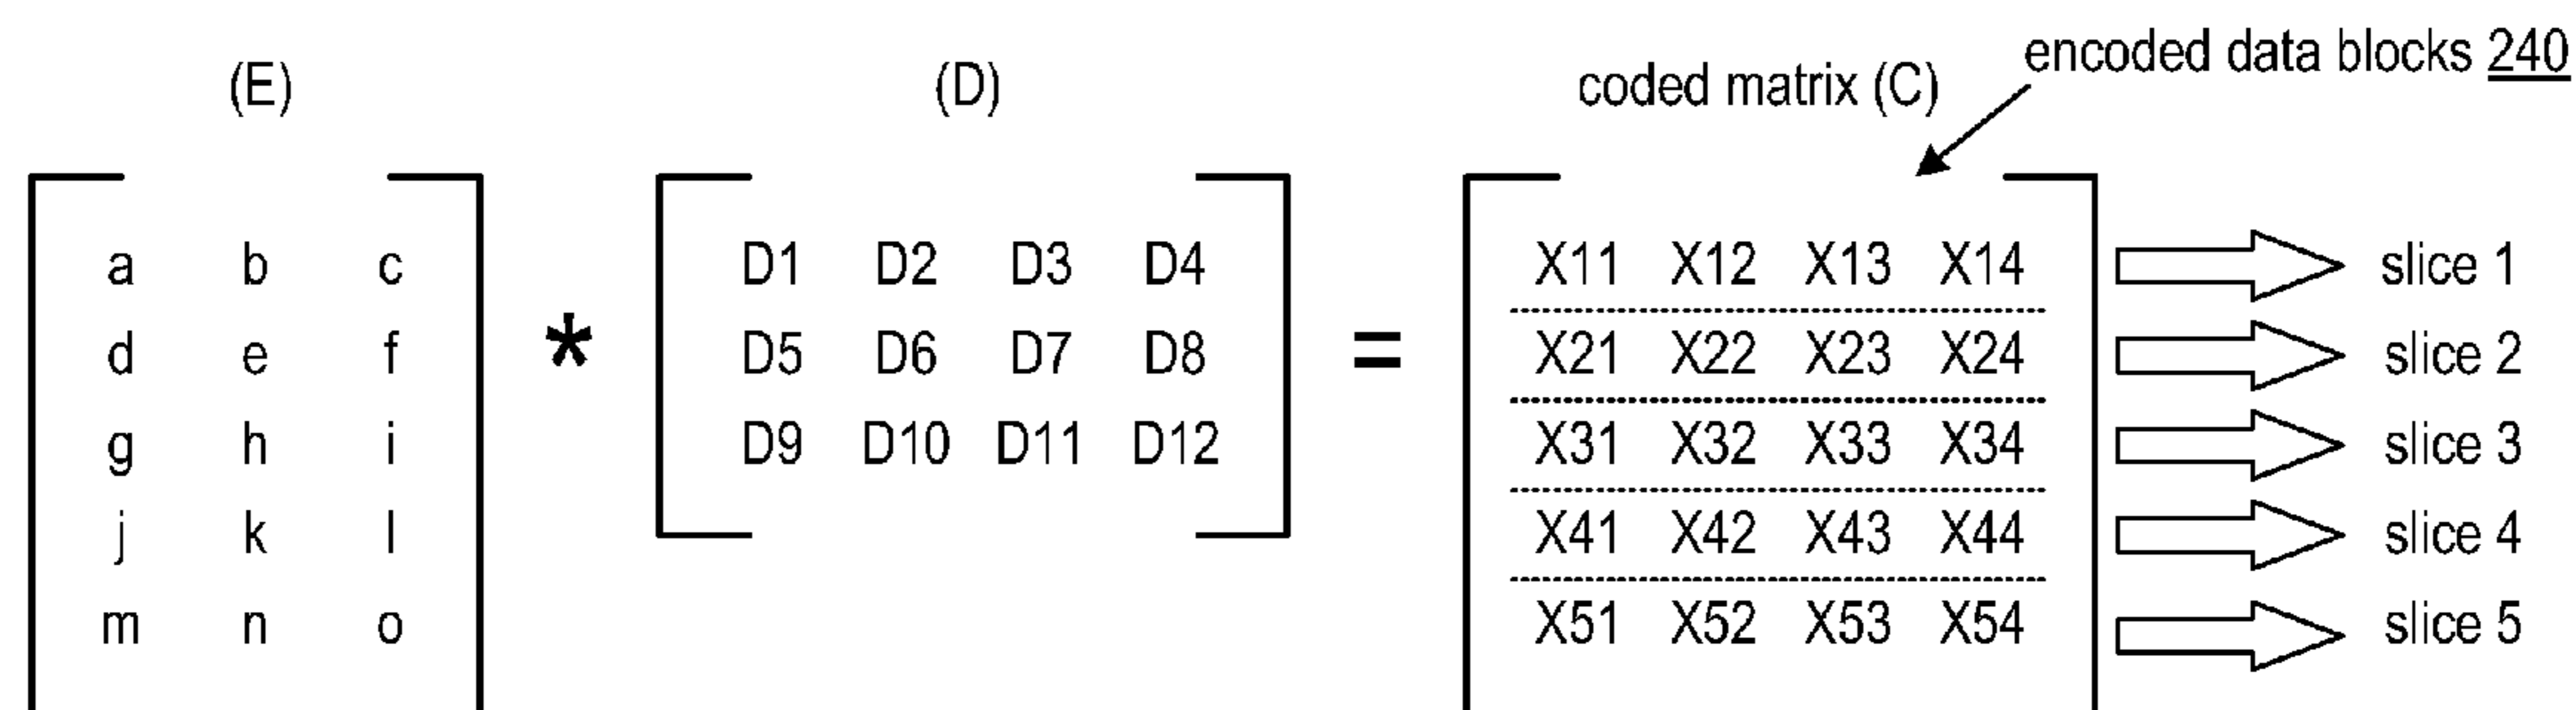 (E) (D) coded matrix (C) encoded data blocks 240
a b c * D1 D2 D3 D4 = X11 X12 X13 X14 slice 1
d e f D5 D6 D7 D8 X21 X22 X23 X24 slice 2
g h i D9 D10 D11 D12 X31 X32 X33 X34 slice 3
j k l X41 X42 X43 X44 slice 4
m n o X51 X52 X53 X54 slice 5